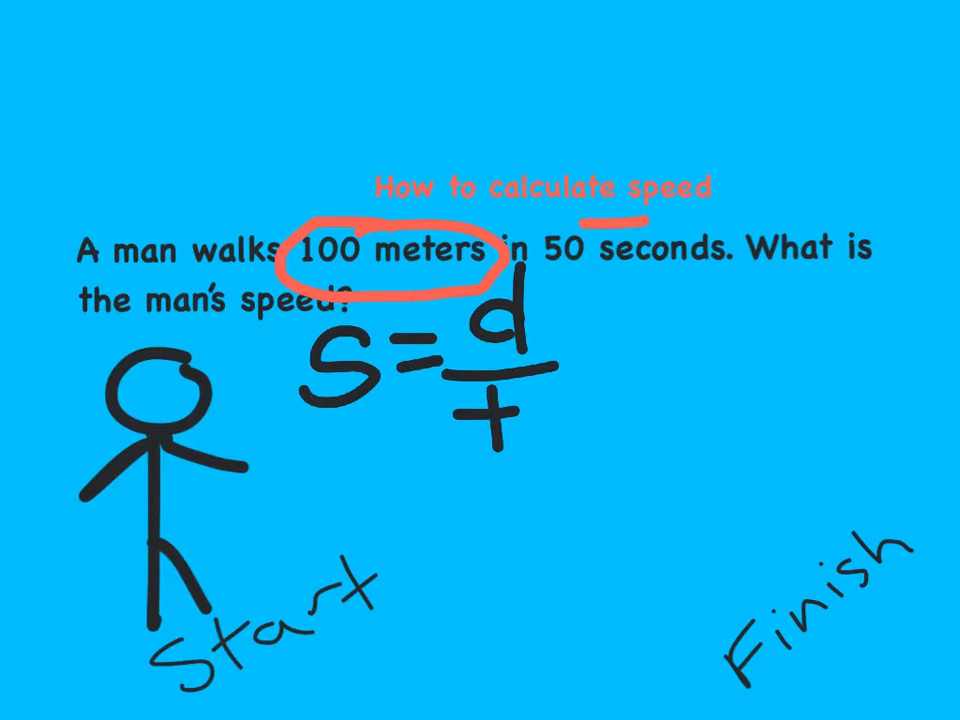 How to calculate speed
A man walks 100 meters in 50 seconds. What is
the man's speed?
S = d
t
Start
Finish